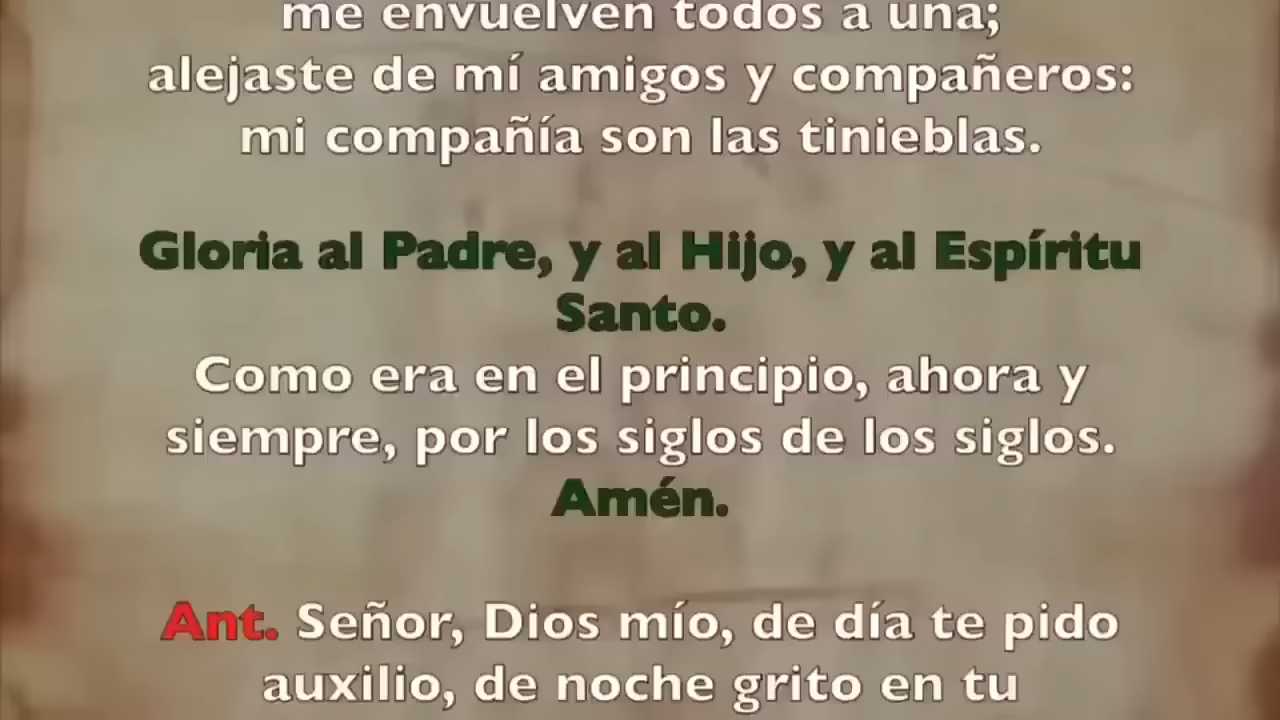 me envuelven todos a una;
alejaste de mí amigos y compañeros:
mi compañía son las tinieblas.
Gloria al Padre, y al Hijo, y al Espíritu
Santo.
Como era en el principio, ahora y
siempre, por los siglos de los siglos.
Amén.
Ant. Señor, Dios mío, de día te pido
auxilio, de noche grito en tu